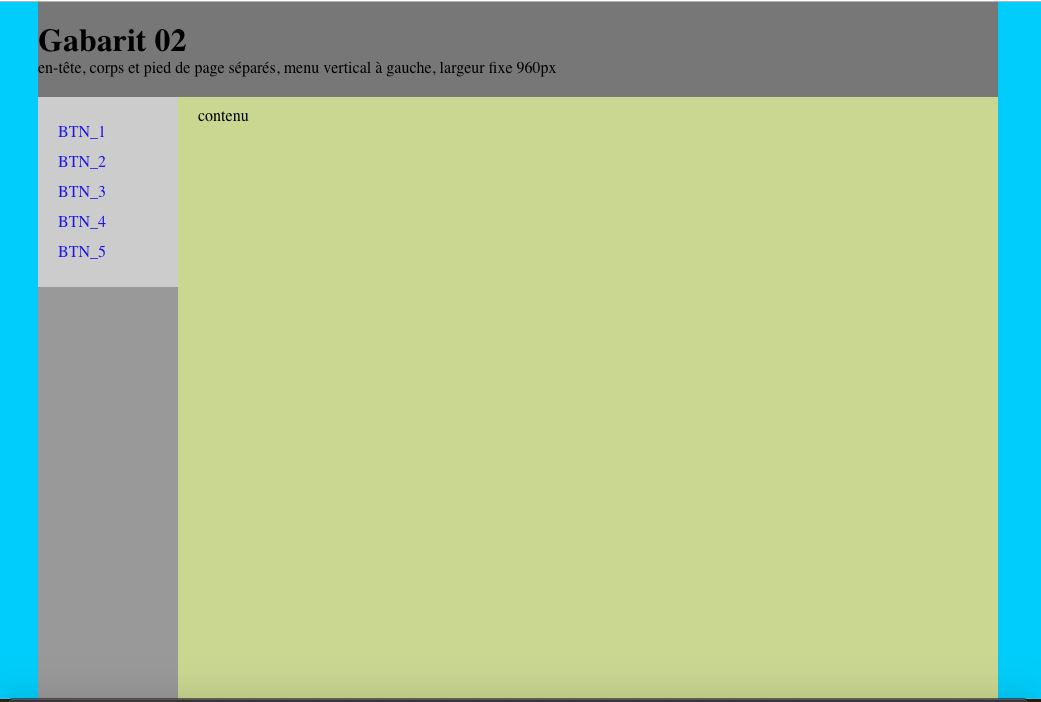 Gabarit 02
en-tête, corps et pied de page séparés, menu vertical à gauche, largeur fixe 960px
contenu
BTN_1
BTN_2
BTN_3
BTN_4
BTN_5